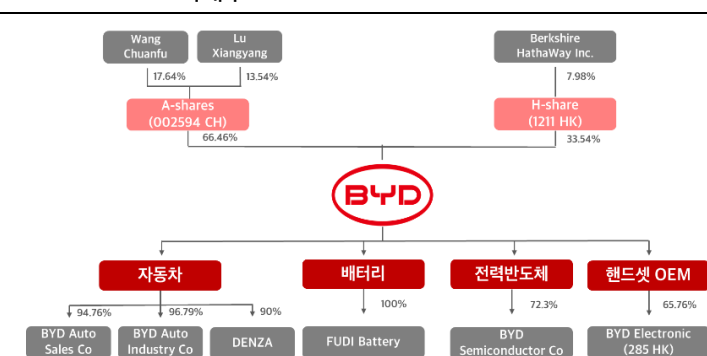 Wang
Chuanfu
Lu
Xiangyang
Berkshire
HathaWay Inc.
17.64%
13.54%
7.98%
A-shares
(002594 CH)
H-share
(1211 HK)
66.46%
33.54%
BYD
자동차
배터리
전력반도체
핸드셋 OEM
94.76%
96.79%
90%
100%
72.3%
65.76%
BYD Auto
Sales Co
BYD Auto
Industry Co
DENZA
FUDI Battery
BYD
Semiconductor Co
BYD Electronic
(285 HK)